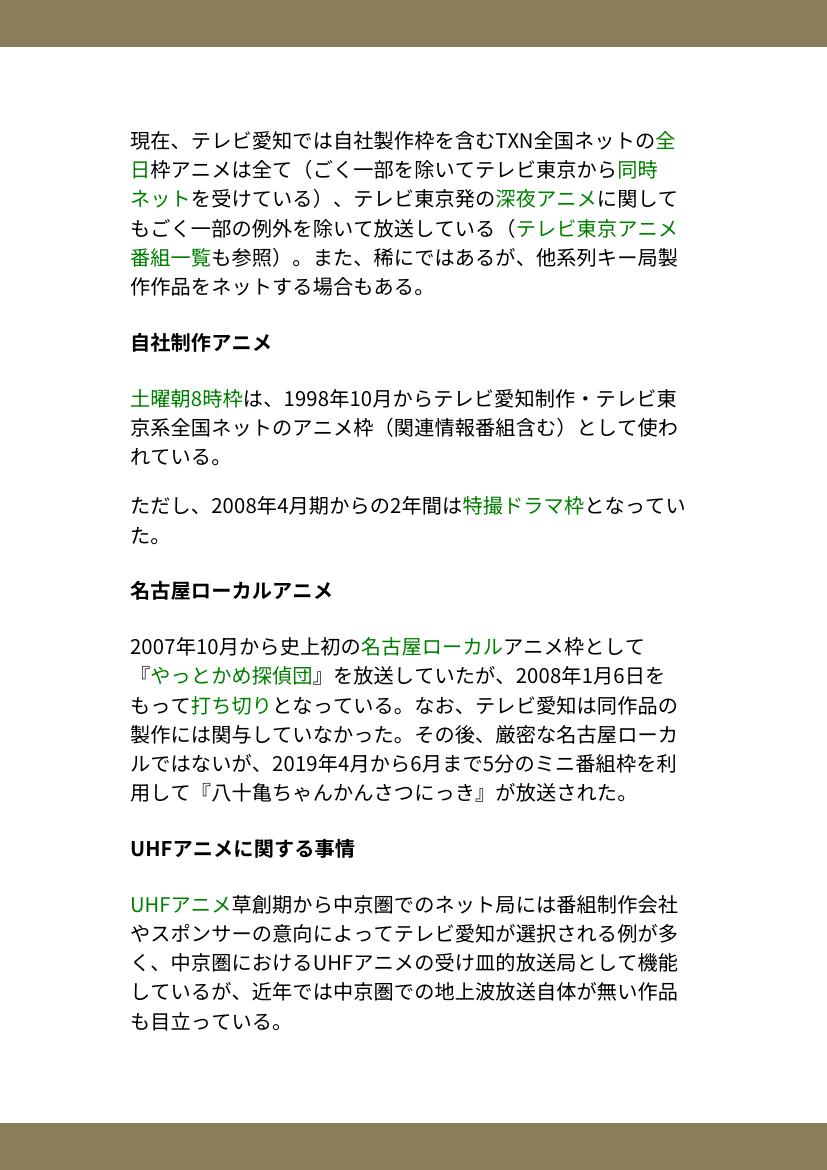 現在、テレビ愛知では自社製作枠を含むTXN全国ネットの全
日枠アニメは全て（ごく一部を除いてテレビ東京から同時
ネットを受けている）、テレビ東京発の深夜アニメに関して
もごく一部の例外を除いて放送している（テレビ東京アニメ
番組一覧も参照）。また、稀にではあるが、他系列キー局製
作作品をネットする場合もある。
自社制作アニメ
土曜朝8時枠は、1998年10月からテレビ愛知制作・テレビ東
京系全国ネットのアニメ枠（関連情報番組含む）として使わ
れている。
ただし、2008年4月期からの2年間は特撮ドラマ枠となってい
た。
名古屋ローカルアニメ
2007年10月から史上初の名古屋ローカルアニメ枠として
『やっとかめ探偵団』を放送していたが、2008年1月6日を
もって打ち切りとなっている。なお、テレビ愛知は同作品の
製作には関与していなかった。その後、厳密な名古屋ローカ
ルではないが、2019年4月から6月まで5分のミニ番組枠を利
用して『八十亀ちゃんかんさつにっき』が放送された。
UHFアニメに関する事情
UHFアニメ草創期から中京圏でのネット局には番組制作会社
やスポンサーの意向によってテレビ愛知が選択される例が多
く、中京圏におけるUHFアニメの受け皿的放送局として機能
しているが、近年では中京圏での地上波放送自体が無い作品
も目立っている。